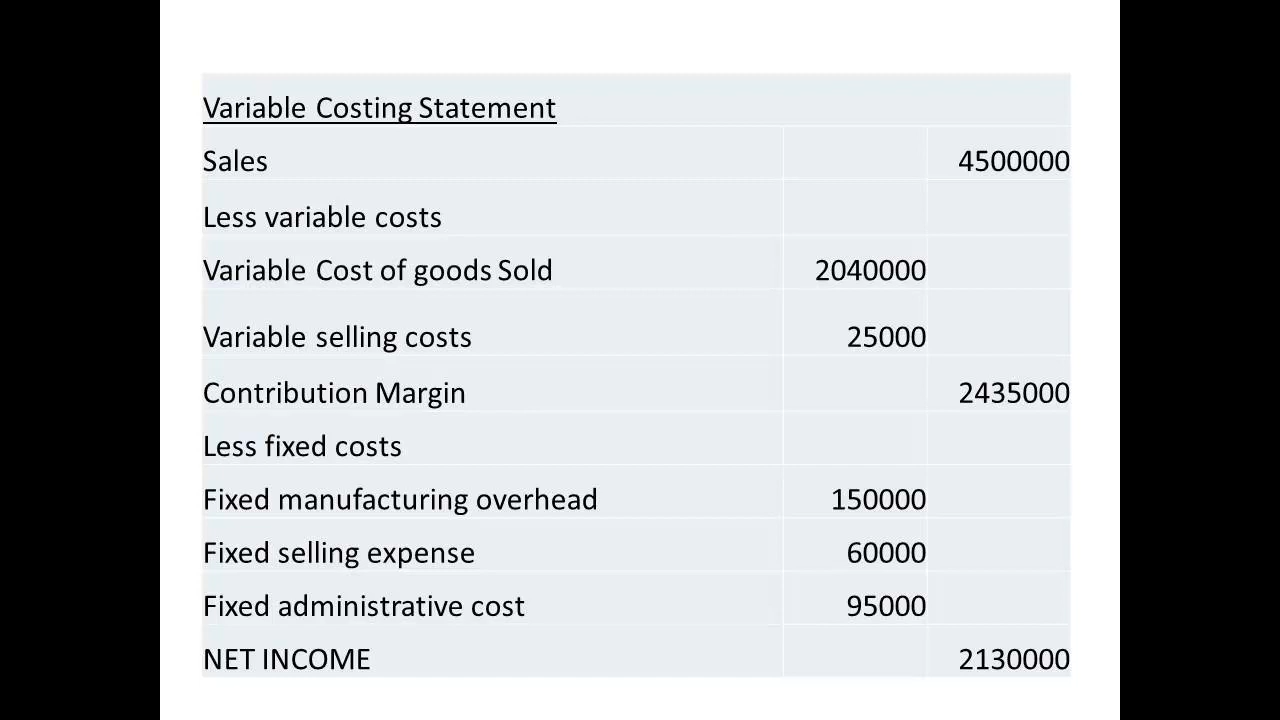 Variable Costing Statement
Sales 4500000
Less variable costs
Variable Cost of goods Sold 2040000
Variable selling costs 25000
Contribution Margin 2435000
Less fixed costs
Fixed manufacturing overhead 150000
Fixed selling expense 60000
Fixed administrative cost 95000
NET INCOME 2130000